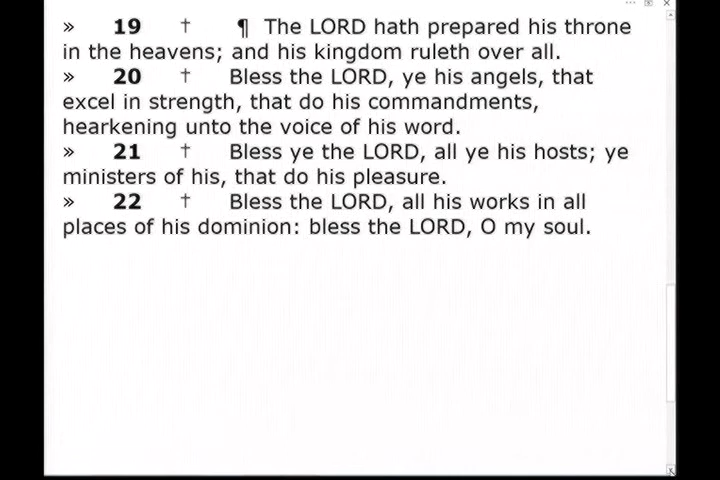 » 19 † ¶ The LORD hath prepared his throne
in the heavens; and his kingdom ruleth over all.
» 20 † Bless the LORD, ye his angels, that
excel in strength, that do his commandments,
hearkening unto the voice of his word.
» 21 † Bless ye the LORD, all ye his hosts; ye
ministers of his, that do his pleasure.
» 22 † Bless the LORD, all his works in all
places of his dominion: bless the LORD, O my soul.